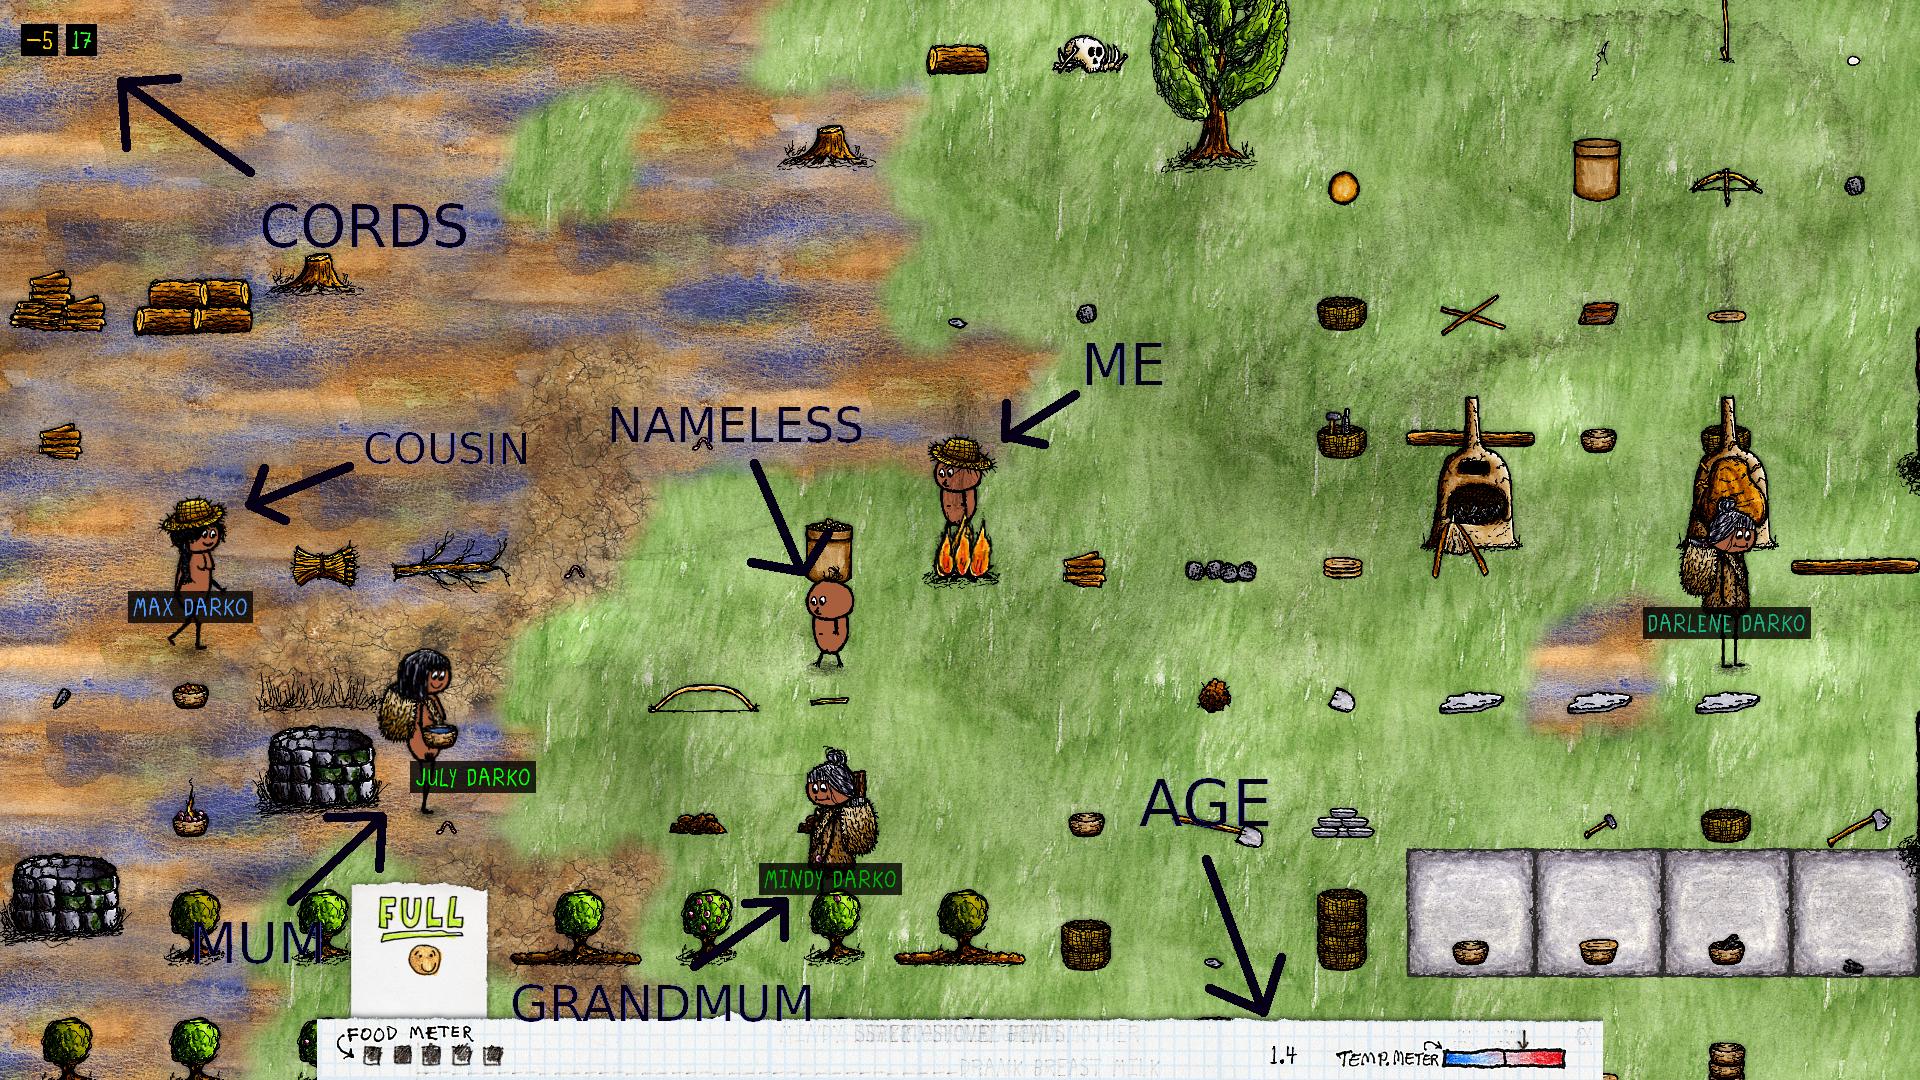 -5 17
CORDS
ME
NAMELESS
COUSIN
MAX DARKO
DARLENE DARKO
JULY DARKO
AGE
MINDY DARKO
MUM
FULL
GRANDMUM
FOOD METER
DRANK BREAST MILK
1.4
TEMP. METER